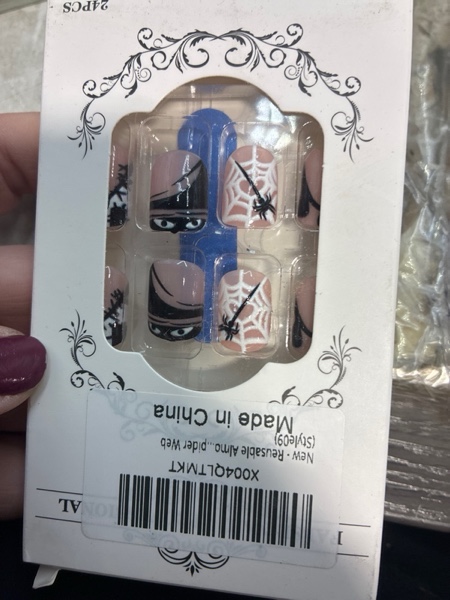 X004QLTMKT
New - Reusable Almo...pider Web
(Style09)
Made in China
24PCS